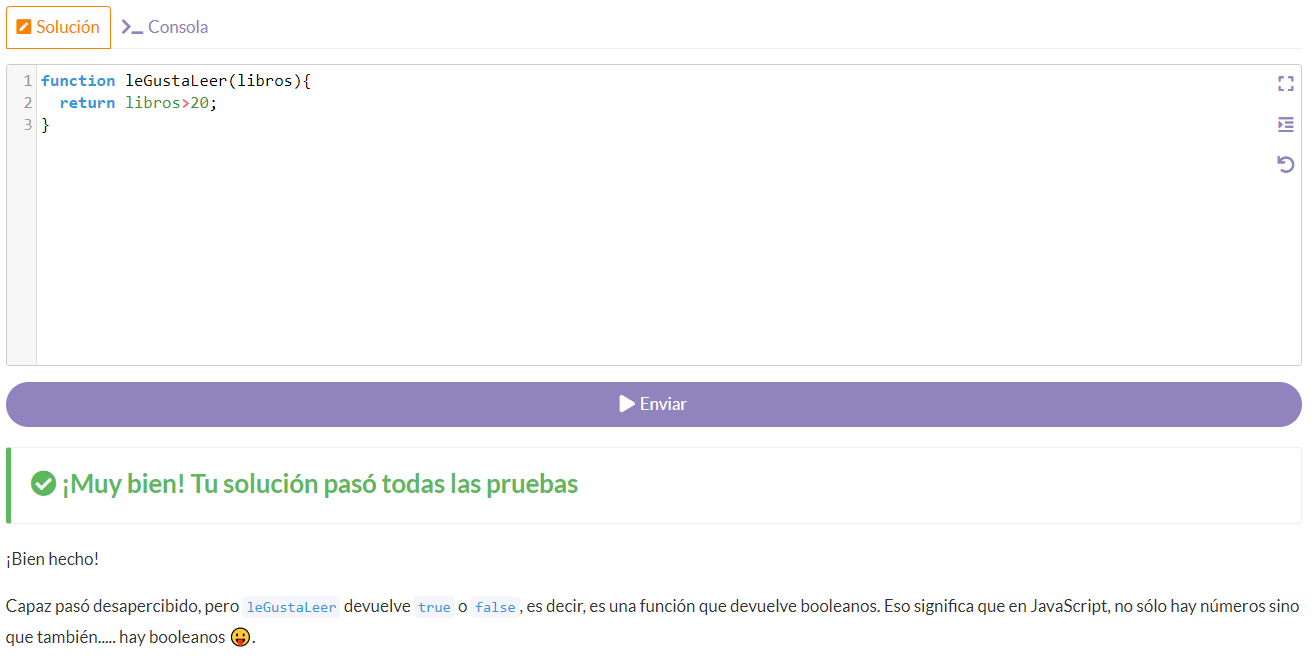 Solución Consola
1 function leGustaLeer(libros){
2   return libros>20;
3 }
Enviar
¡Muy bien! Tu solución pasó todas las pruebas
¡Bien hecho!
Capaz pasó desapercibido, pero leGustaLeer devuelve true o false, es decir, es una función que devuelve booleanos. Eso significa que en JavaScript, no sólo hay números sino
que también..... hay booleanos 😛.